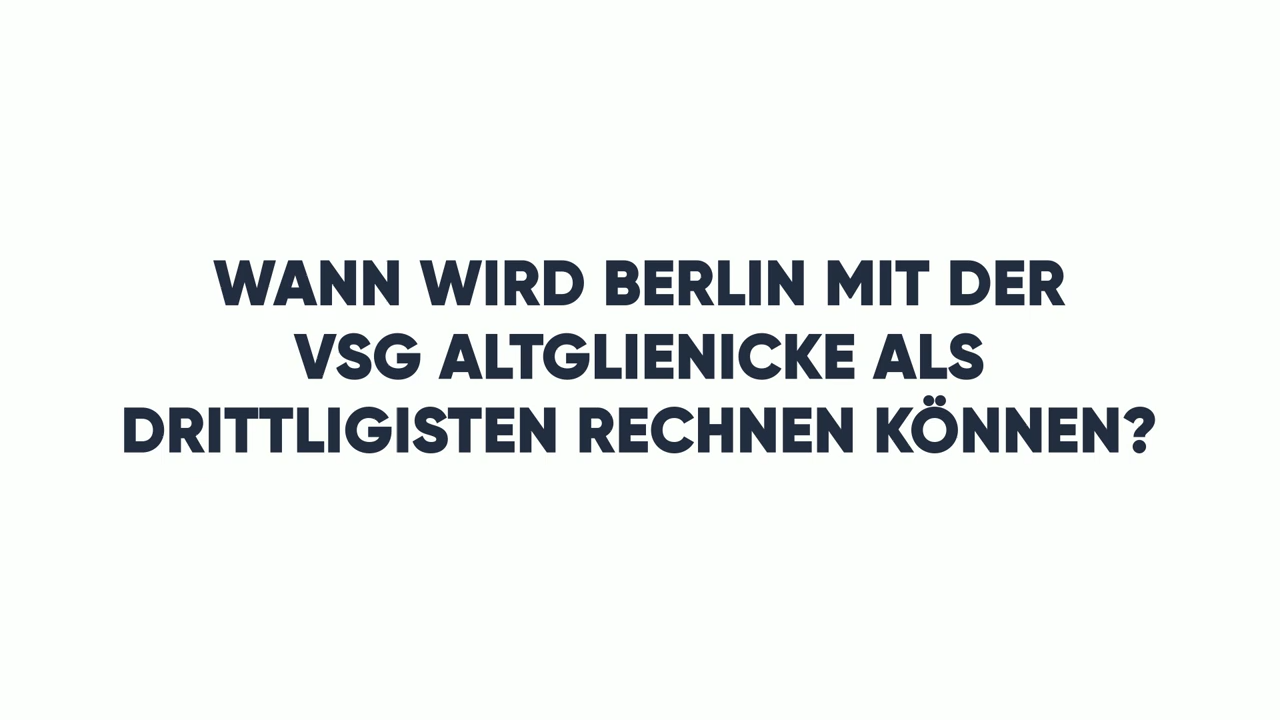 WANN WIRD BERLIN MIT DER
VSG ALTGLIENICKE ALS
DRITTLIGISTEN RECHNEN KÖNNEN?